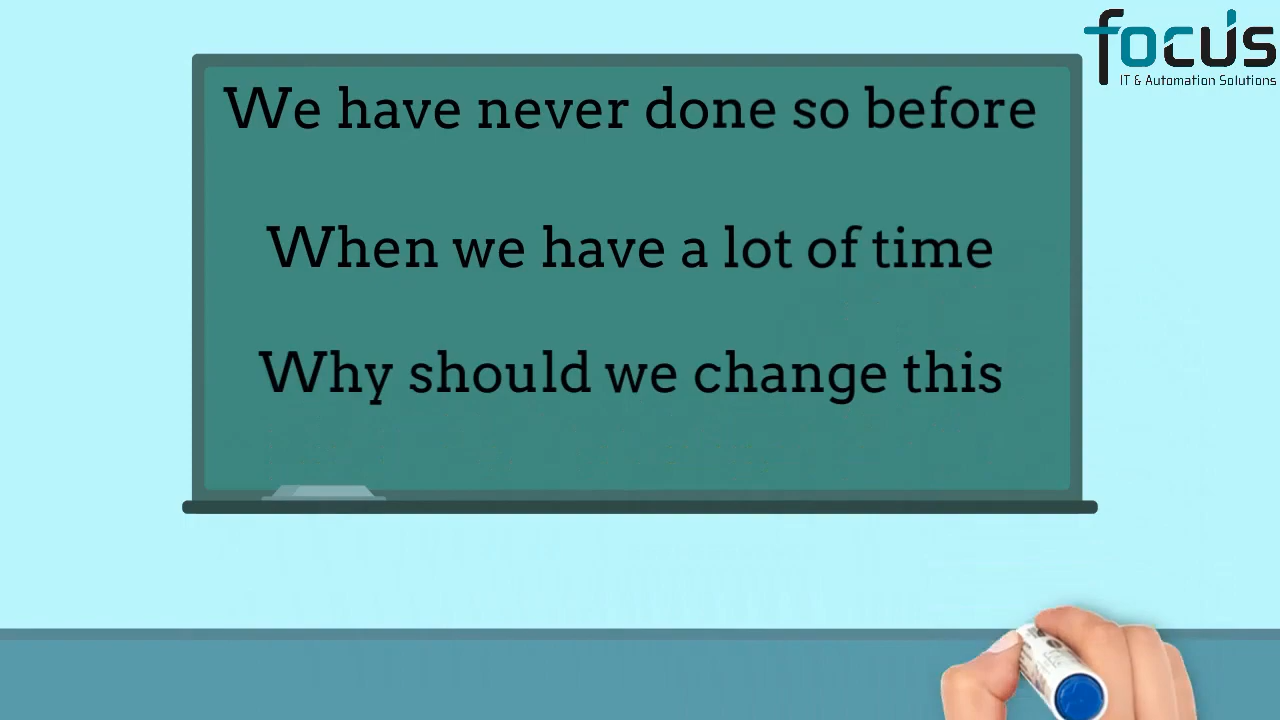 focus
IT & Automation Solutions
We have never done so before
When we have a lot of time
Why should we change this